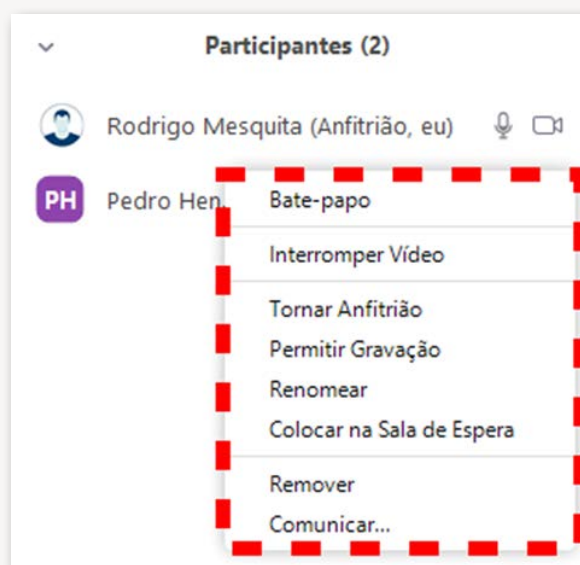 Participantes (2)
Rodrigo Mesquita (Anfitrião, eu)
PH Pedro Hen
Bate-papo
Interromper Vídeo
Tornar Anfitrião
Permitir Gravação
Renomear
Colocar na Sala de Espera
Remover
Comunicar...